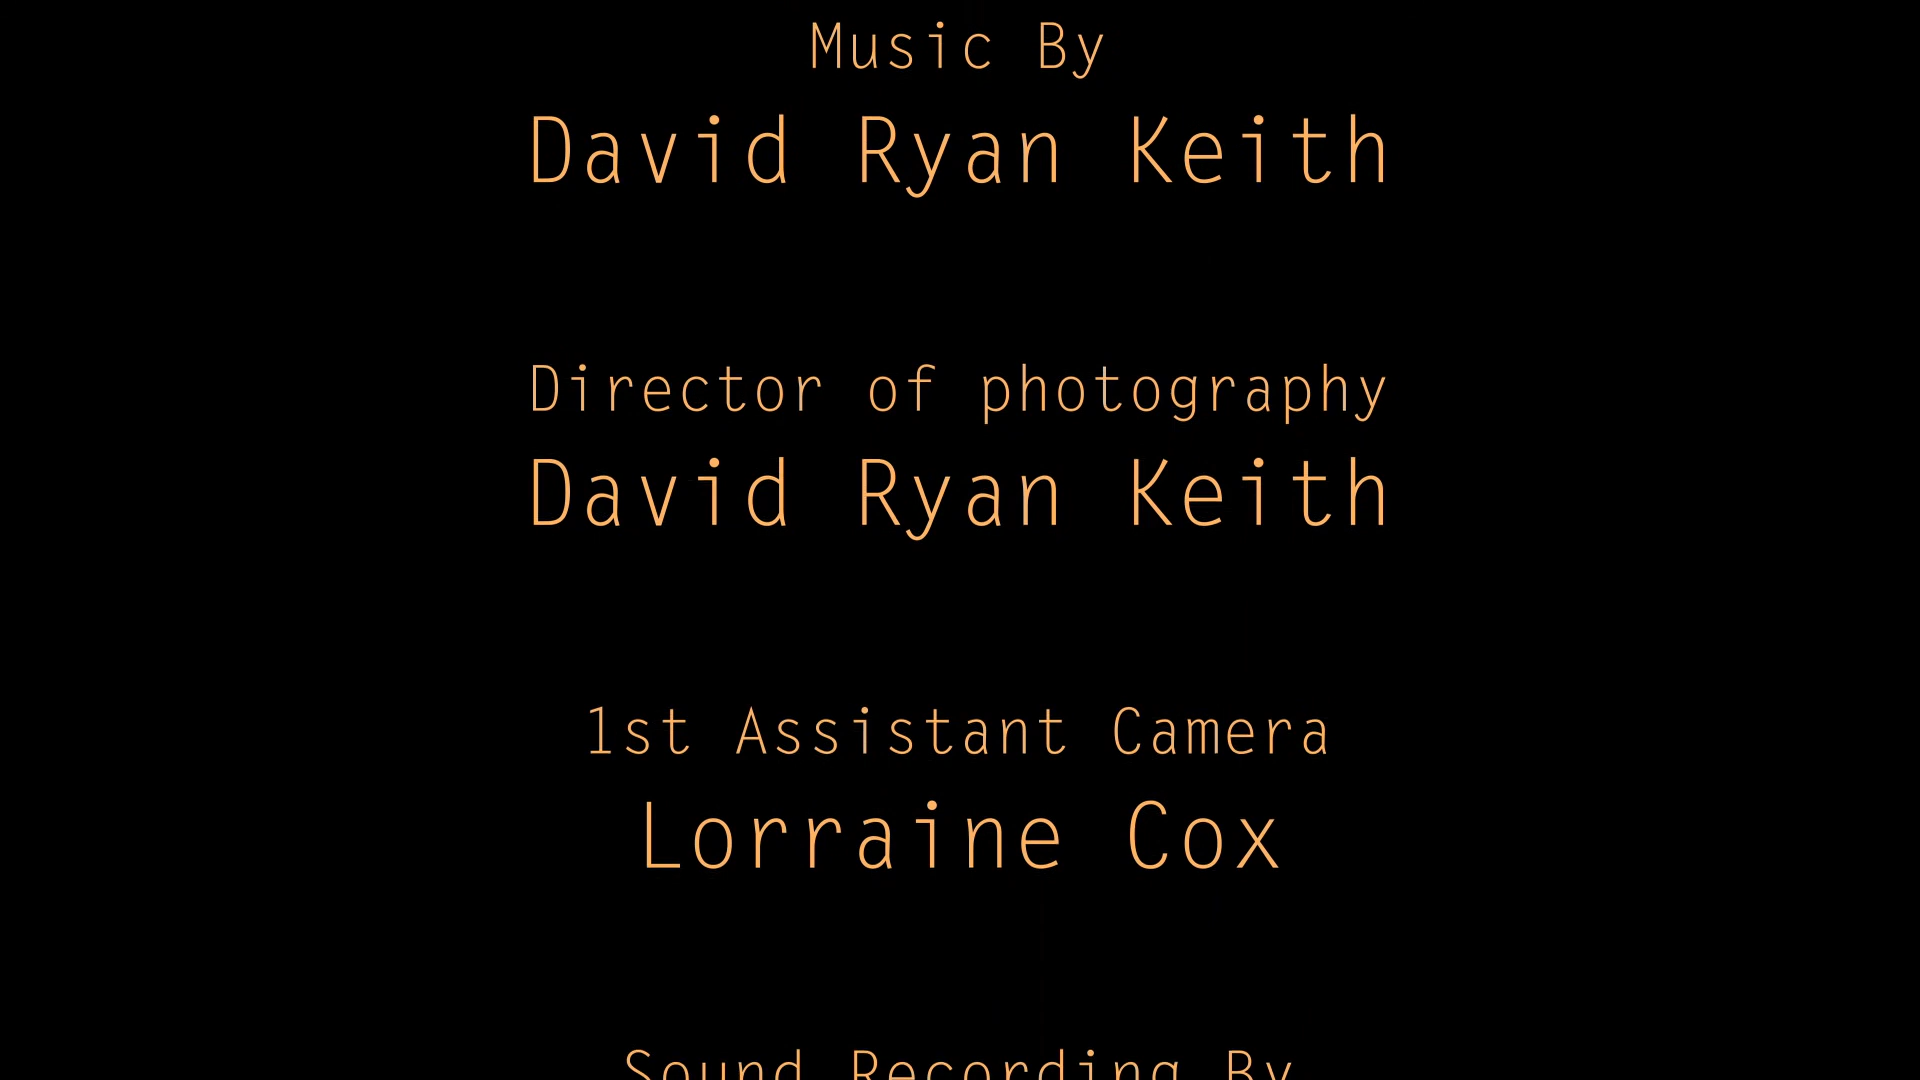 Music By
David Ryan Keith
Director of photography
David Ryan Keith
1st Assistant Camera
Lorraine Cox
Sound Recording By